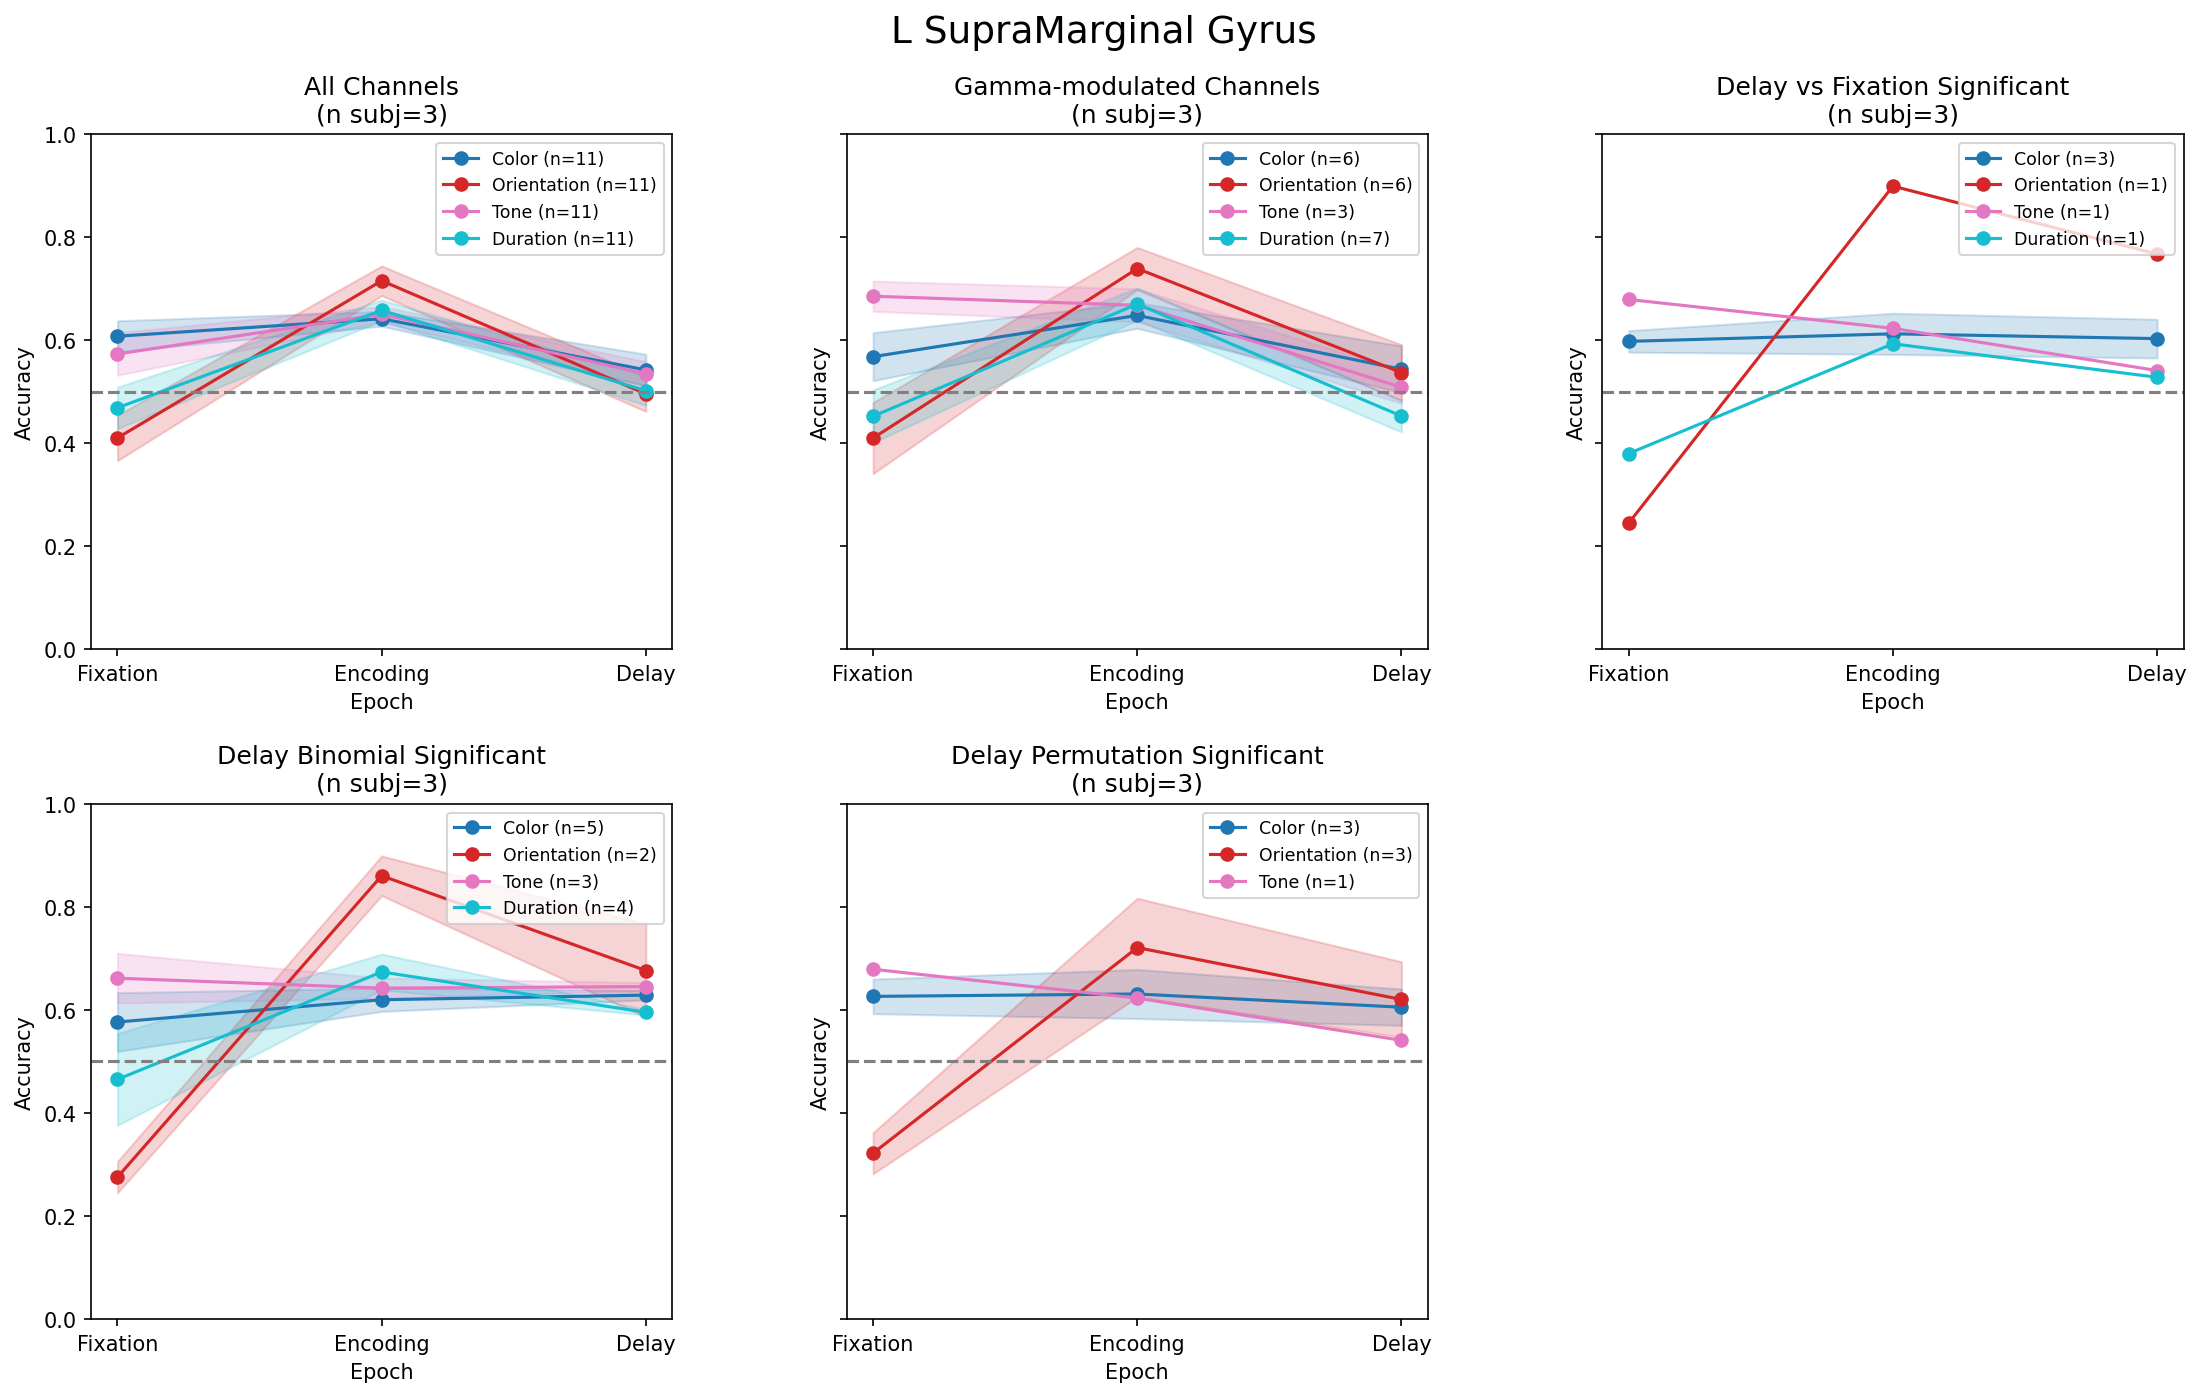 L SupraMarginal Gyrus
All Channels
(n subj=3)
Color (n=11)
Orientation (n=11)
Tone (n=11)
Duration (n=11)
1.0
0.8
0.6
0.4
0.2
0.0
Accuracy
Fixation Encoding Delay
Epoch
Gamma-modulated Channels
(n subj=3)
Color (n=6)
Orientation (n=6)
Tone (n=3)
Duration (n=7)
Accuracy
Fixation Encoding Delay
Epoch
Delay vs Fixation Significant
(n subj=3)
Color (n=3)
Orientation (n=1)
Tone (n=1)
Duration (n=1)
Accuracy
Fixation Encoding Delay
Epoch
Delay Binomial Significant
(n subj=3)
Color (n=5)
Orientation (n=2)
Tone (n=3)
Duration (n=4)
1.0
0.8
0.6
0.4
0.2
0.0
Accuracy
Fixation Encoding Delay
Epoch
Delay Permutation Significant
(n subj=3)
Color (n=3)
Orientation (n=3)
Tone (n=1)
Accuracy
Fixation Encoding Delay
Epoch